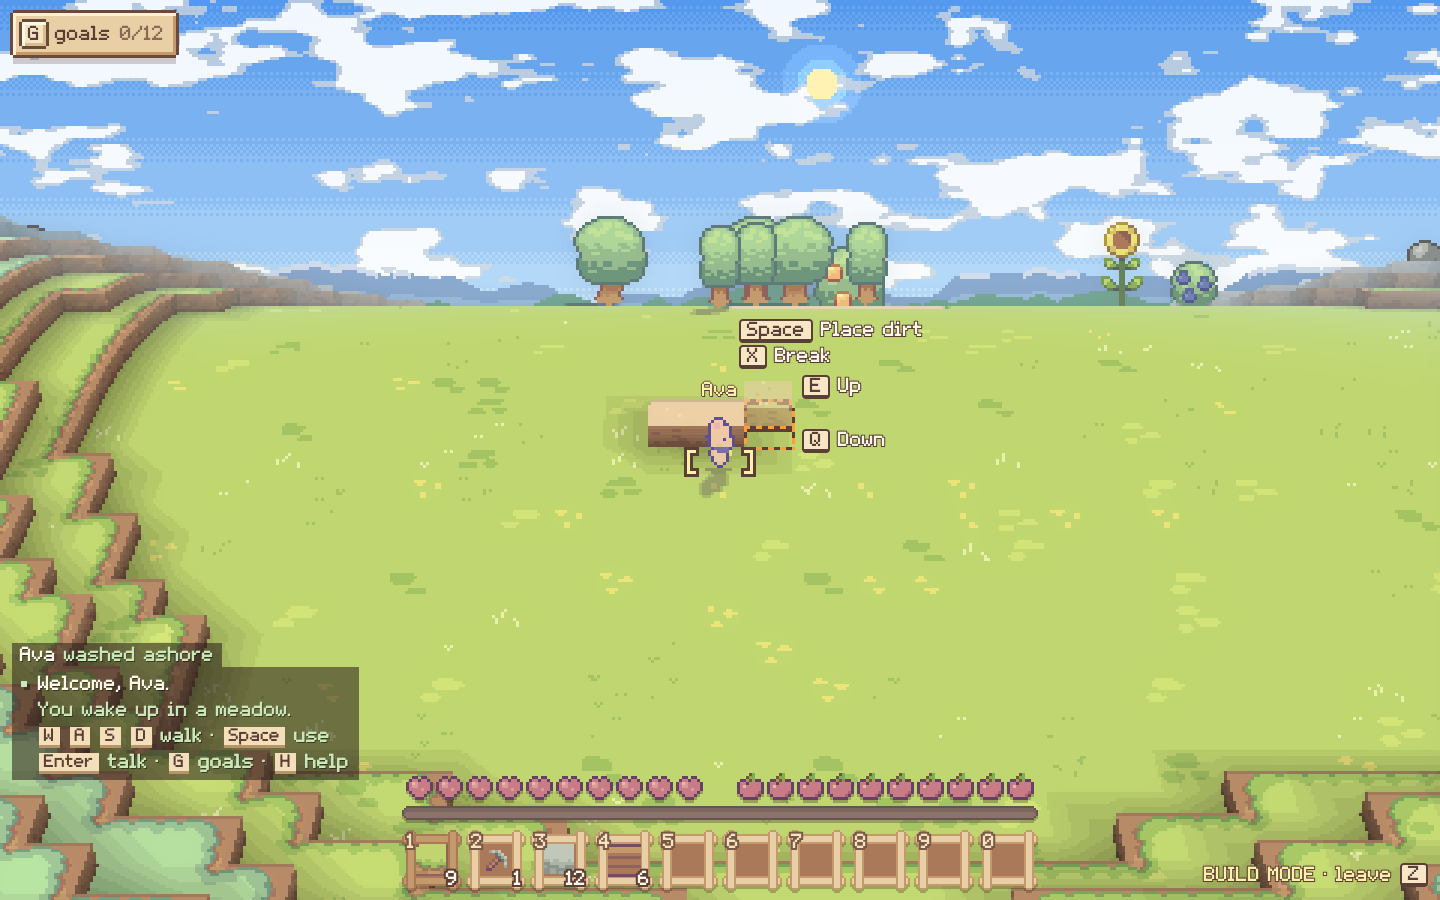 G goals 0/12
Space Place dirt
X Break
Ava
E Up
Q Down
Ava washed ashore
Welcome, Ava.
You wake up in a meadow.
W A S D walk · Space use
Enter talk · G goals · H help
1 2 3 4 5 6 7 8 9 0
9 1 12 6
BUILD MODE · leave Z